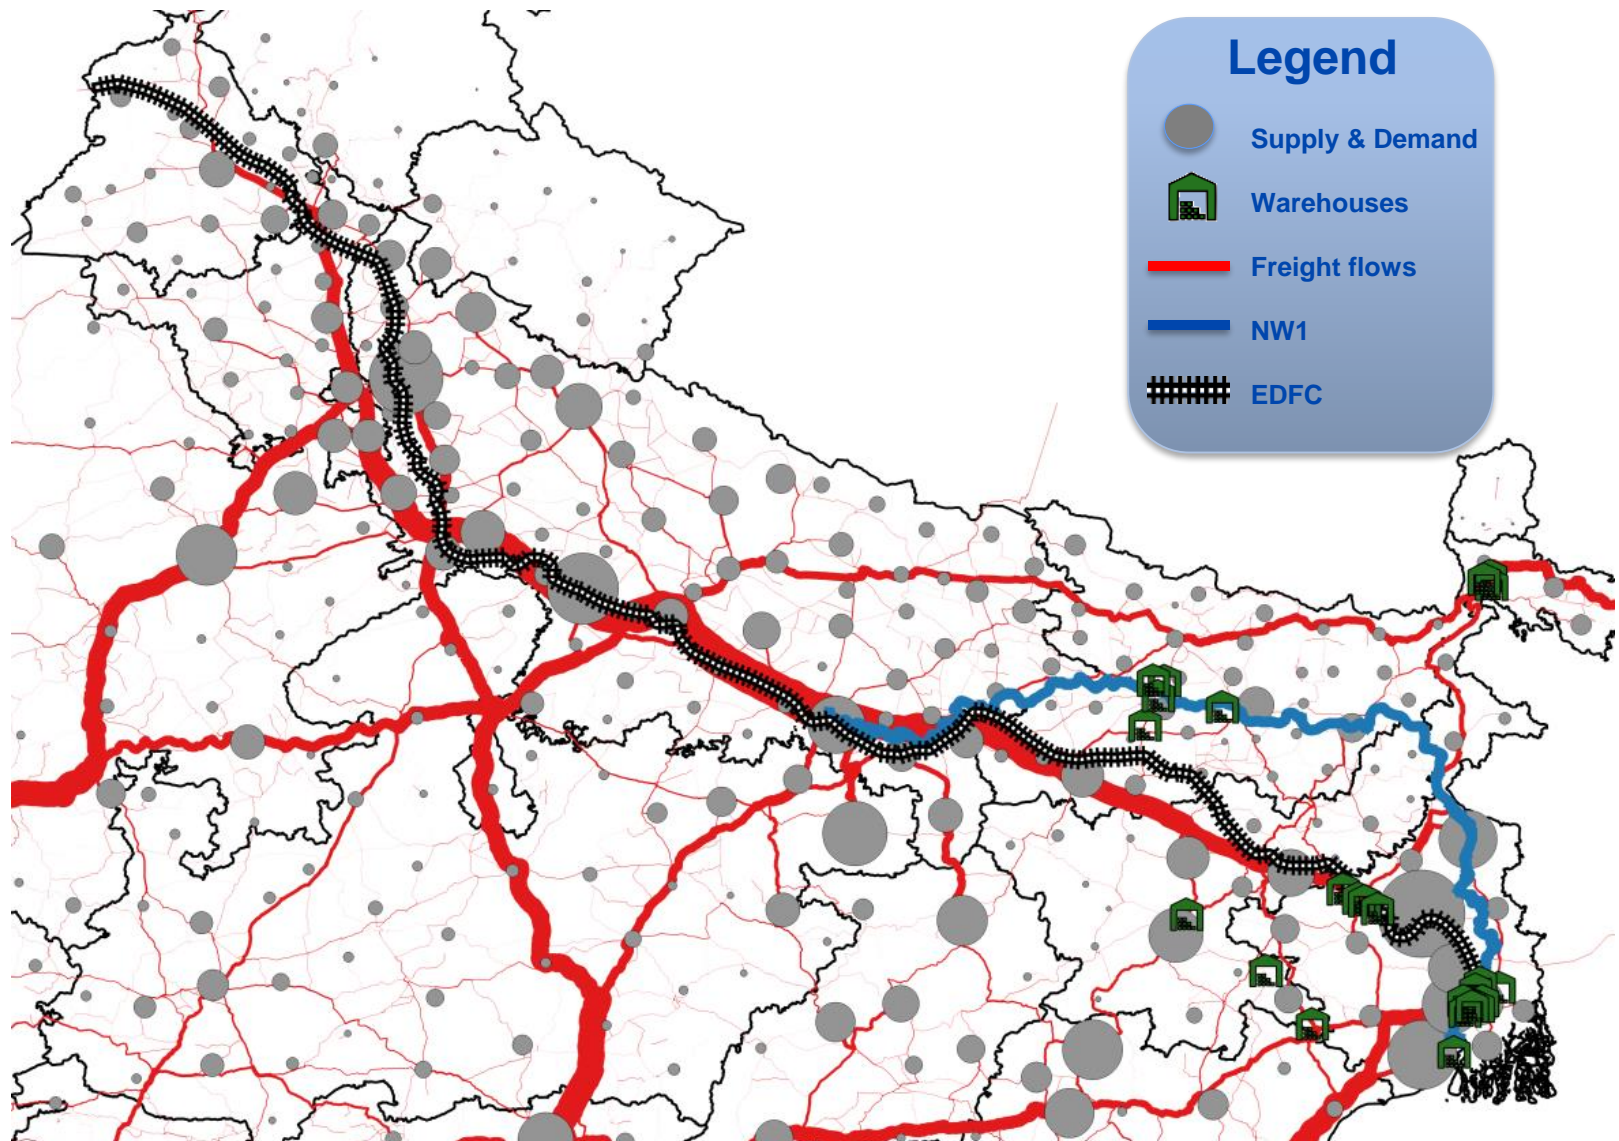 Legend
Supply & Demand
Warehouses
Freight flows
NW1
EDFC